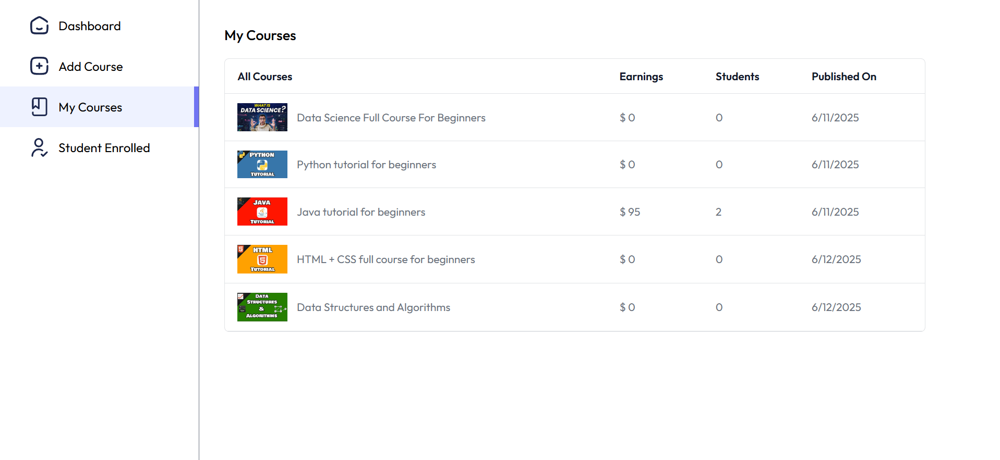 Dashboard
Add Course
My Courses
Student Enrolled
My Courses
All Courses Earnings Students Published On
WHAT IS
DATA SCIENCE?
Data Science Full Course For Beginners $ 0 0 6/11/2025
PYTHON
TUTORIAL
Python tutorial for beginners $ 0 0 6/11/2025
JAVA
TUTORIAL
Java tutorial for beginners $ 95 2 6/11/2025
HTML
5
5
TUTORIAL
HTML + CSS full course for beginners $ 0 0 6/12/2025
DATA
STRUCTURES
&
ALGORITHMS
Data Structures and Algorithms $ 0 0 6/12/2025